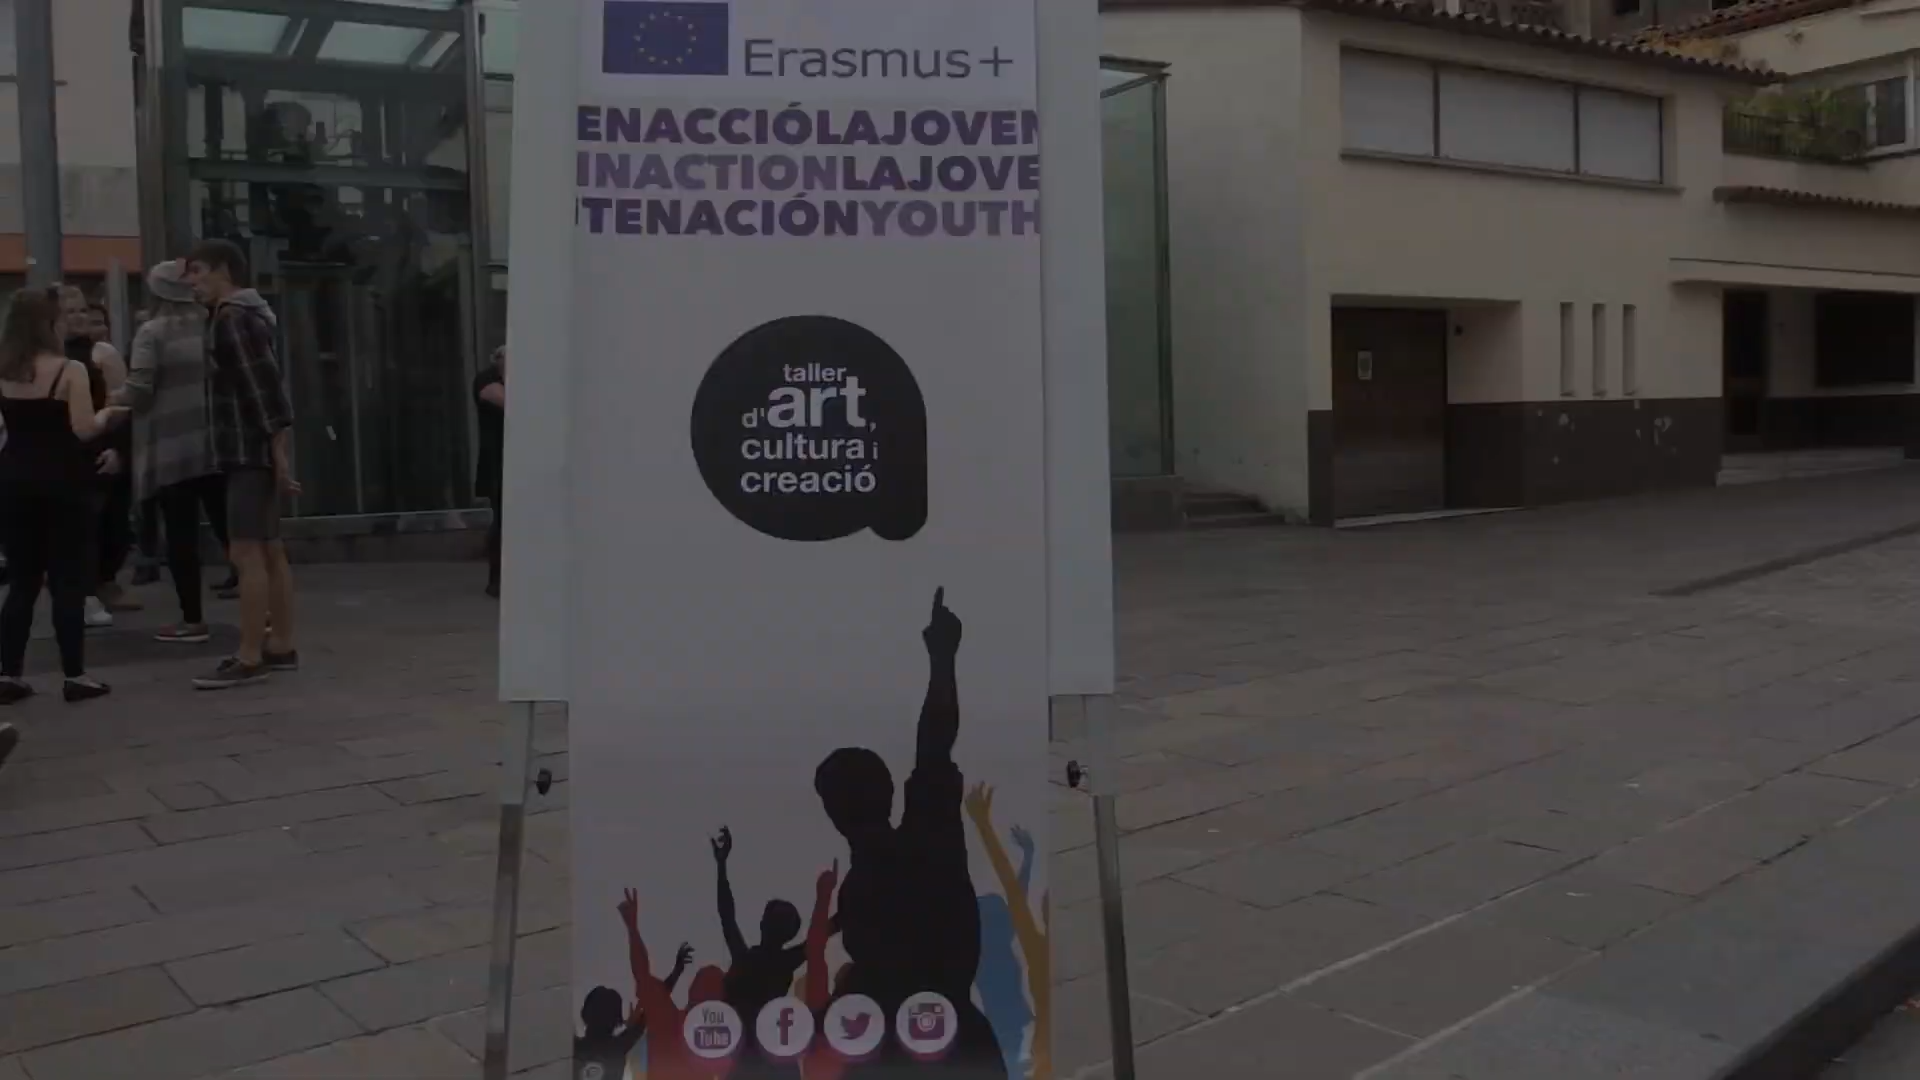 Erasmus+
ENACCIÓLAJOVEN
INACTIONLAJOVE
TENACIÓNYOUTH
taller
d'art,
cultura i
creació
You
Tube